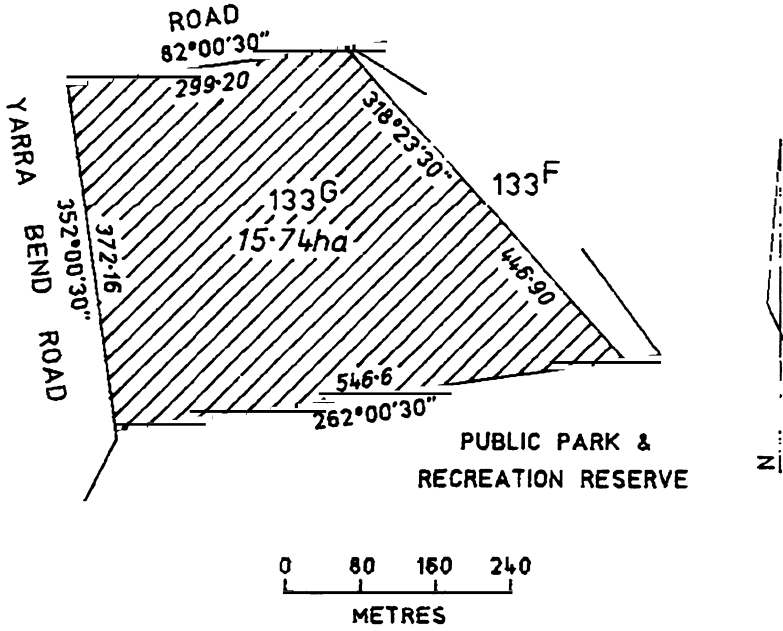 ROAD
82°00'30"
299·20
YARRA BEND ROAD
352°00'30"
372·16
318°23'30"
446·90
133G
15·74ha
133F
546·6
262°00'30"
PUBLIC PARK &
RECREATION RESERVE
N
0 80 160 240
METRES